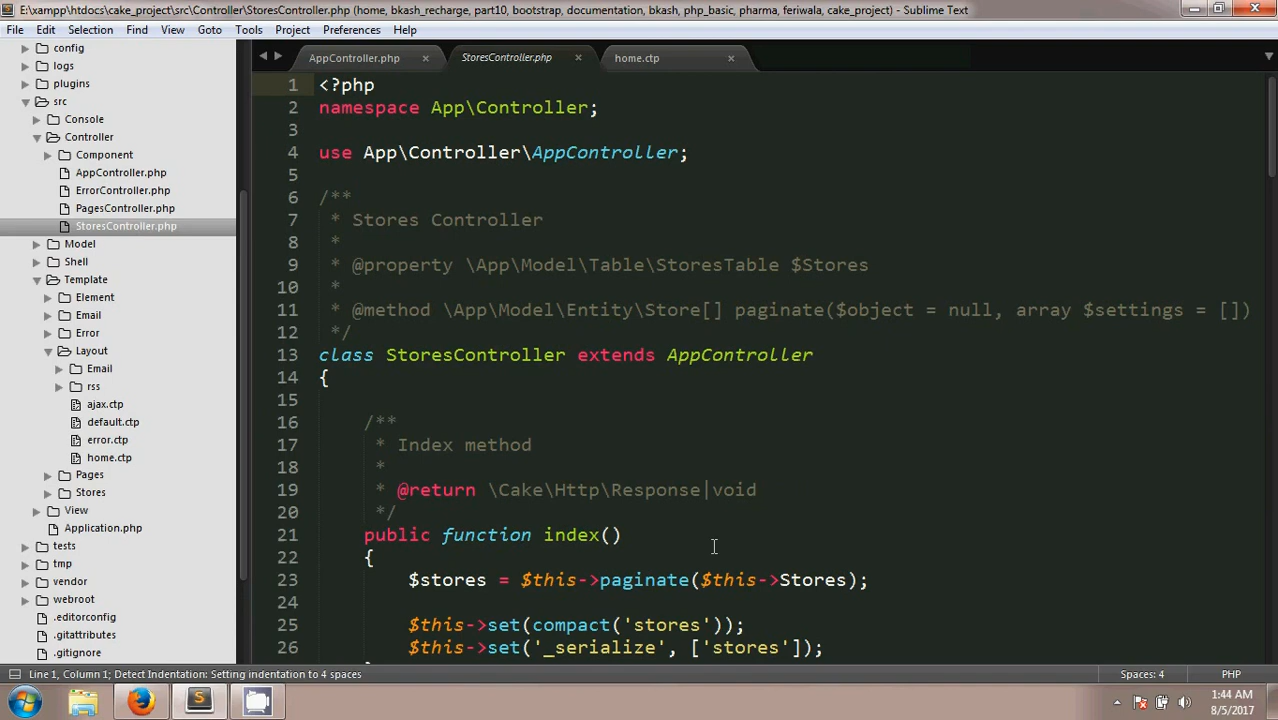 E:\xampp\htdocs\cake_project\src\Controller\StoresController.php (home, bkash_recharge, part10, bootstrap, documentation, bkash, php_basic, pharma, feriwala, cake_project) - Sublime Text
File Edit Selection Find View Goto Tools Project Preferences Help
config
logs
plugins
src
Console
Controller
Component
AppController.php
ErrorController.php
PagesController.php
StoresController.php
Model
Shell
Template
Element
Email
Error
Layout
Email
rss
ajax.ctp
default.ctp
error.ctp
home.ctp
Pages
Stores
View
Application.php
tests
tmp
vendor
webroot
.editorconfig
.gitattributes
.gitignore
AppController.php StoresController.php home.ctp
1 <?php
2 namespace App\Controller;
3
4 use App\Controller\AppController;
5
6 /**
7 * Stores Controller
8 *
9 * @property \App\Model\Table\StoresTable $Stores
10 *
11 * @method \App\Model\Entity\Store[] paginate($object = null, array $settings = [])
12 */
13 class StoresController extends AppController
14 {
15
16 /**
17 * Index method
18 *
19 * @return \Cake\Http\Response|void
20 */
21 public function index()
22 {
23 $stores = $this->paginate($this->Stores);
24
25 $this->set(compact('stores'));
26 $this->set('_serialize', ['stores']);
Line 1, Column 1; Detect Indentation: Setting indentation to 4 spaces Spaces: 4 PHP
1:44 AM
8/5/2017